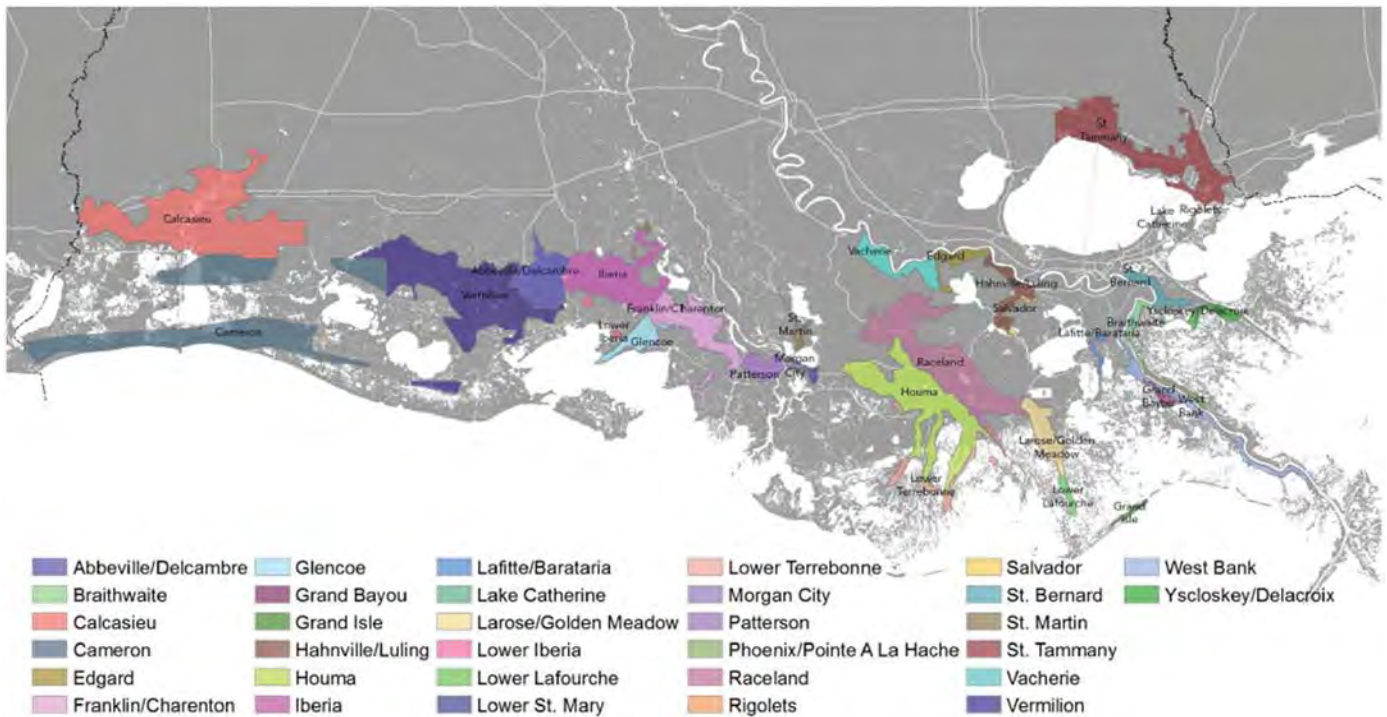 St.
Tammany
Calcasieu
Lake
Catherine
Rigolets
Vacherie
Edgard
Abbeville/Delcambre
Iberia
Hahnville/Luling
St.
Bernard
Vermilion
Salvador
Franklin/Charenton
Yscloskey/Delacroix
Braithwaite
Cameron
Lower
Iberia
Glencoe
St.
Martin
Lafitte/Barataria
Morgan
City
Patterson
Raceland
Houma
Grand
Bayou
West
Bank
Larose/Golden
Meadow
Lower
Terrebonne
Lower
Lafourche
Grand
Isle
Abbeville/Delcambre Glencoe Lafitte/Barataria Lower Terrebonne Salvador West Bank
Braithwaite Grand Bayou Lake Catherine Morgan City St. Bernard Yscloskey/Delacroix
Calcasieu Grand Isle Larose/Golden Meadow Patterson St. Martin
Cameron Hahnville/Luling Lower Iberia Phoenix/Pointe A La Hache St. Tammany
Edgard Houma Lower Lafourche Raceland Vacherie
Franklin/Charenton Iberia Lower St. Mary Rigolets Vermilion